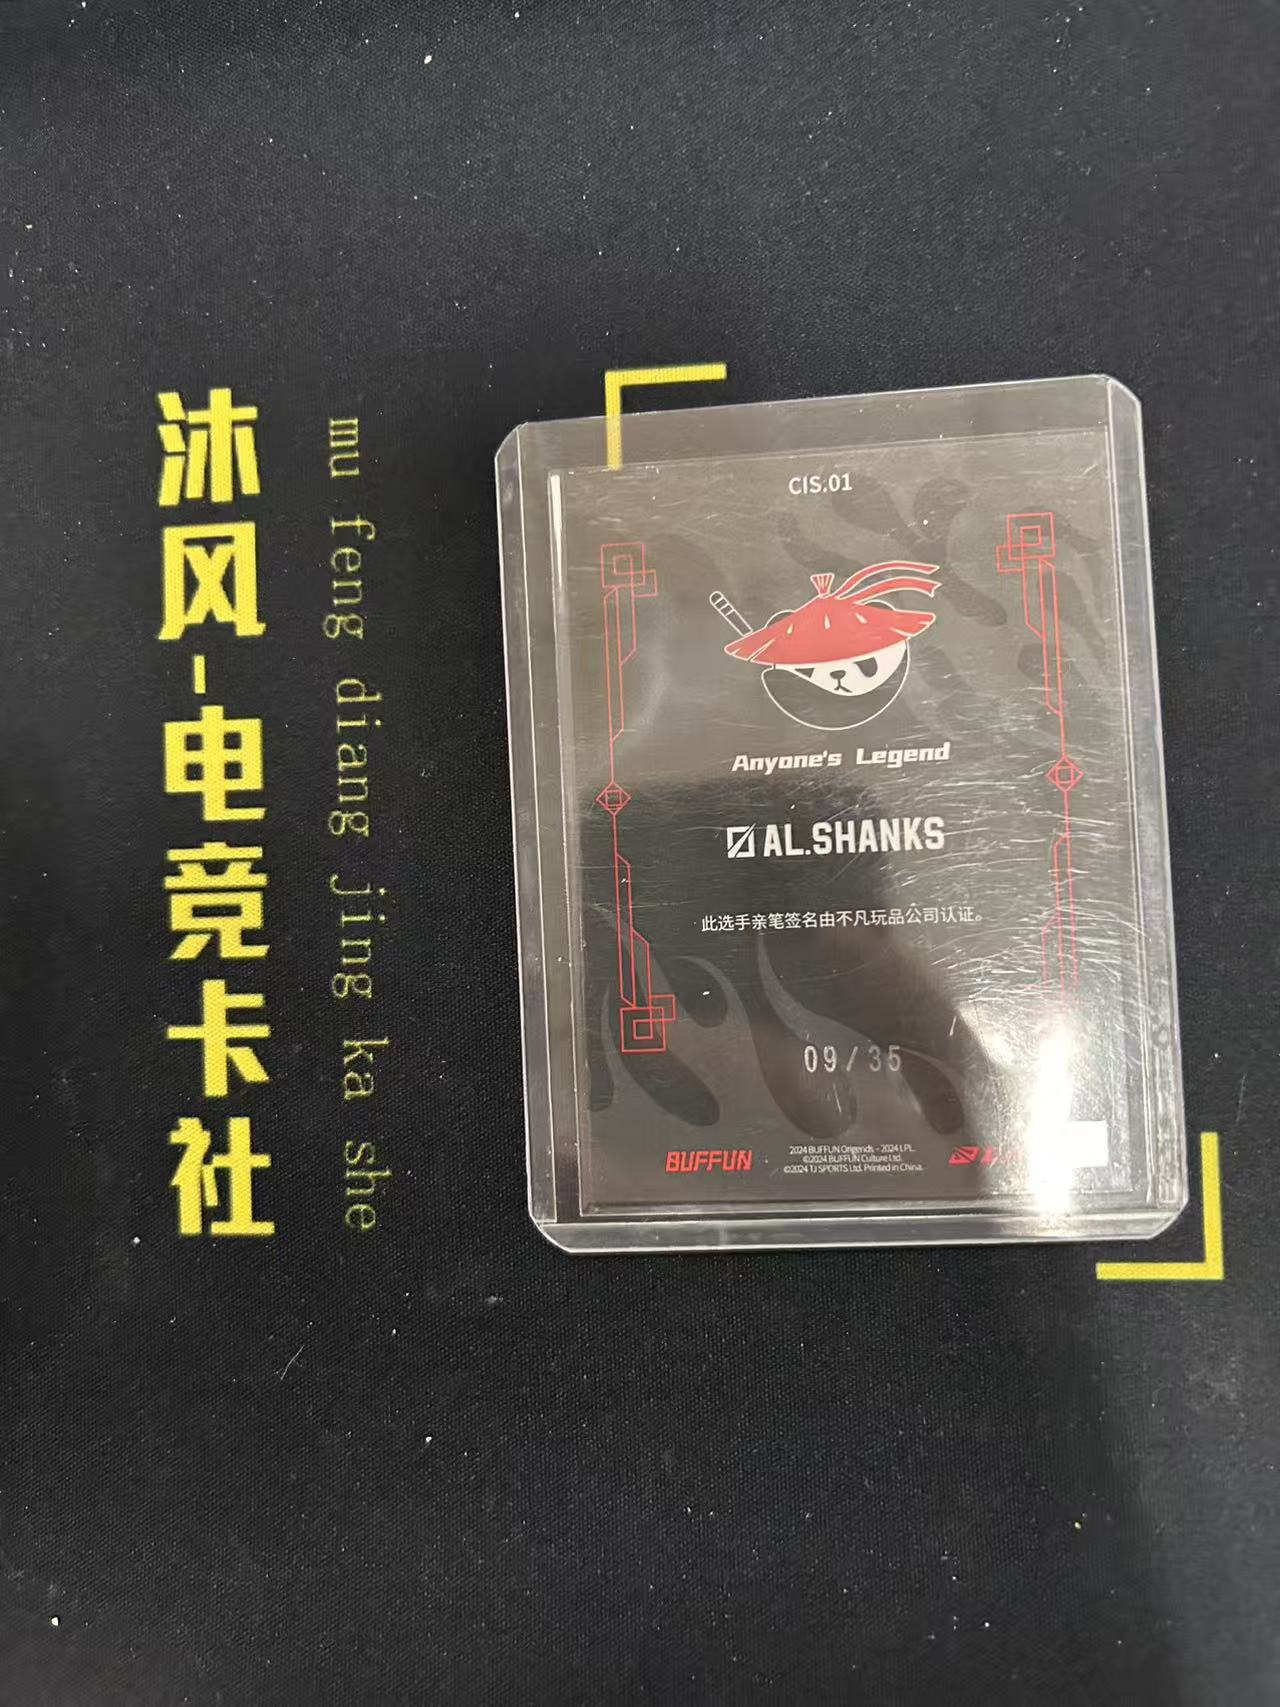 沐风-电竞卡社
mu feng diang jing ka she
CIS.01
Anyone's Legend
AL.SHANKS
此选手亲笔签名由不凡玩品公司认证。
09/35
BUFFUN
2024 BUFFUN Origends - 2024 LPL.
©2024 BUFFUN Culture Ltd.
©2024 TJ SPORTS Ltd. Printed in China.